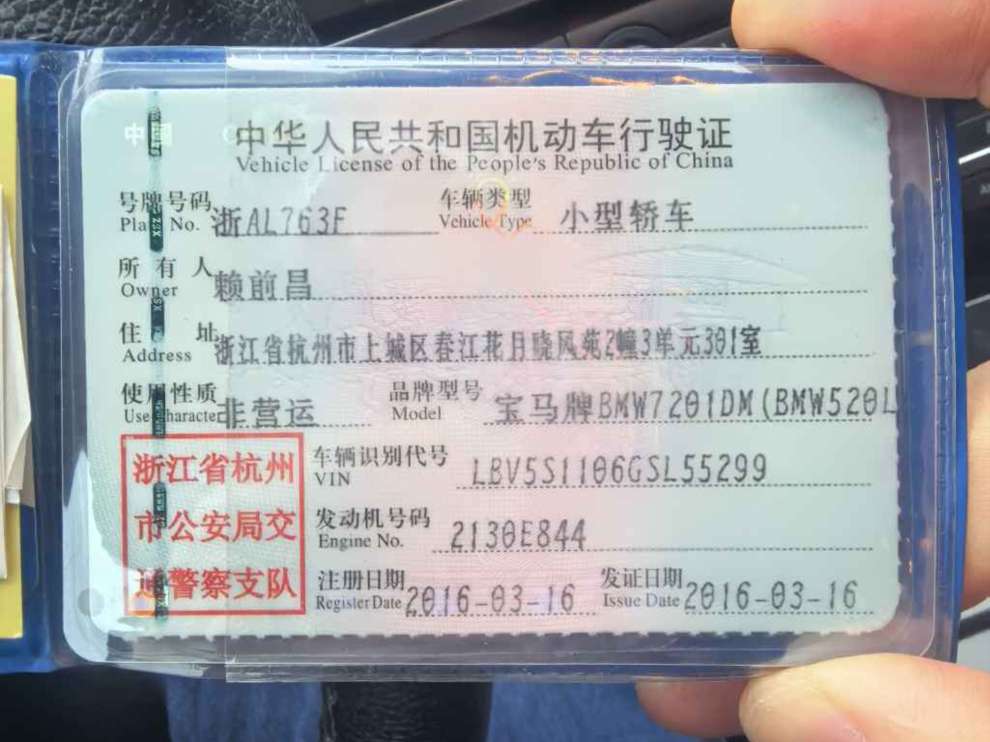 中华人民共和国机动车行驶证
Vehicle License of the People's Republic of China
号牌号码 浙AL763F 车辆类型 小型轿车
Plate No. Vehicle Type
所有人 赖前昌
Owner
住址 浙江省杭州市上城区春江花月晓风苑2幢3单元301室
Address
使用性质 非营运 品牌型号 宝马牌BMW7201DM(BMW520L
Use Character Model
浙江省杭州
市公安局交
通警察支队
车辆识别代号 LBV5S1106GSL55299
VIN
发动机号码 2130E844
Engine No.
注册日期 2016-03-16 发证日期 2016-03-16
Register Date Issue Date